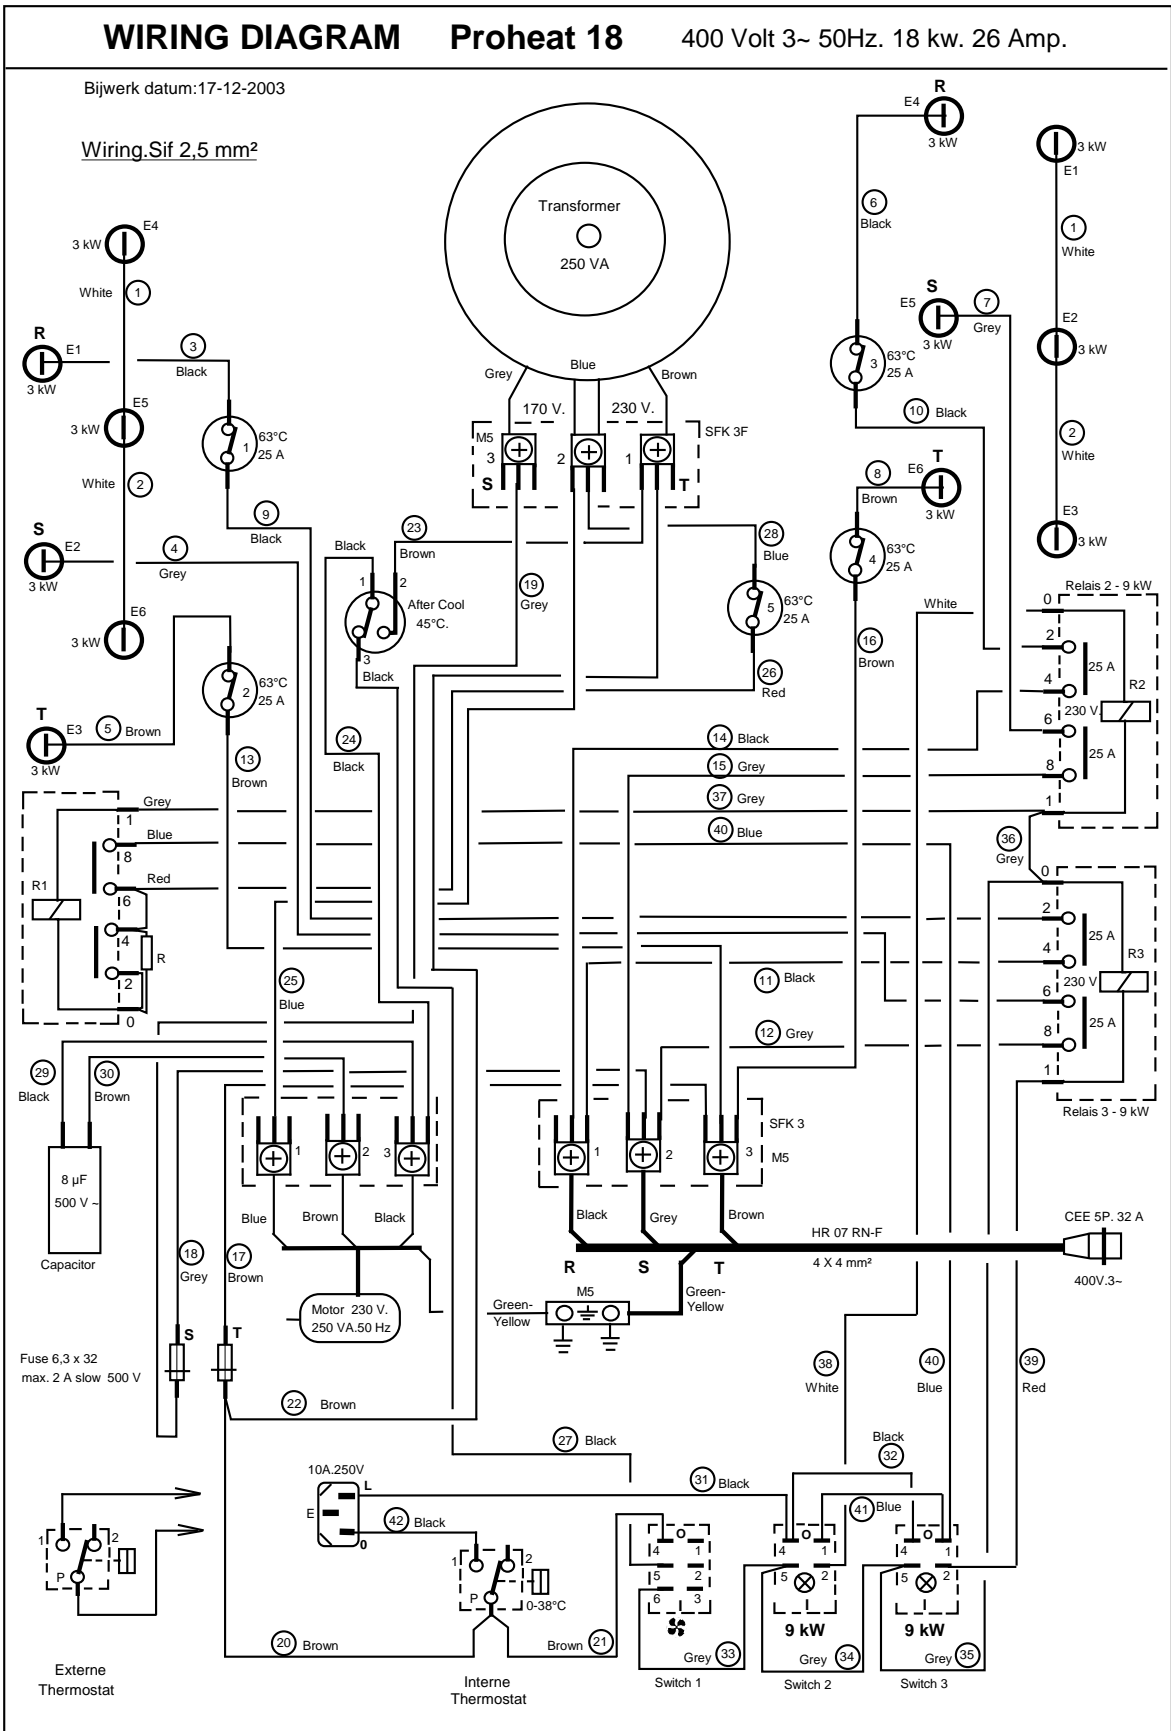 WIRING DIAGRAM Proheat 18 400 Volt 3~ 50Hz. 18 kw. 26 Amp.
Bijwerk datum:17-12-2003
Wiring.Sif 2,5 mm²
Transformer
250 VA
Grey
Blue
Brown
170 V.
230 V.
M5
3
2
1
S
T
SFK 3F
E4
3 kW
White
1
R
E1
3 kW
3
Black
E5
3 kW
White
2
S
E2
3 kW
4
Grey
E6
3 kW
T
E3
3 kW
5
Brown
1
63°C
25 A
9
Black
2
63°C
25 A
13
Brown
R
E4
3 kW
6
Black
S
E5
3 kW
7
Grey
3
63°C
25 A
10
Black
T
E6
3 kW
8
Brown
4
63°C
25 A
16
Brown
3 kW
E1
1
White
E2
3 kW
2
White
E3
3 kW
23
Brown
Black
1
2
After Cool
45°C.
3
Black
24
Black
19
Grey
28
Blue
5
63°C
25 A
26
Red
White
Relais 2 - 9 kW
0
2
25 A
4
R2
230 V.
6
8
25 A
1
14
Black
15
Grey
37
Grey
40
Blue
36
Grey
Grey
1
Blue
8
Red
R1
6
4
R
2
0
0
2
25 A
4
R3
230 V
6
25 A
8
1
Relais 3 - 9 kW
25
Blue
11
Black
12
Grey
29
Black
30
Brown
8 µF
500 V ~
Capacitor
1
2
3
Blue
Brown
Black
SFK 3
1
2
3
M5
Black
Grey
Brown
HR 07 RN-F
4 X 4 mm²
CEE 5P. 32 A
400V.3~
R
S
T
M5
Green-
Yellow
Green-
Yellow
Motor 230 V.
250 VA.50 Hz
18
Grey
17
Brown
S
T
Fuse 6,3 x 32
max. 2 A slow 500 V
22
Brown
38
White
40
Blue
39
Red
27
Black
Black
32
10A.250V
L
E
0
31
Black
41
Blue
42
Black
1
2
P
1
2
P
0-38°C
O
4
1
5
2
6
3
O
4
1
5
2
9 kW
O
4
1
5
2
9 kW
20
Brown
Brown
21
Grey
33
Grey
34
Grey
35
Externe
Thermostat
Interne
Thermostat
Switch 1
Switch 2
Switch 3